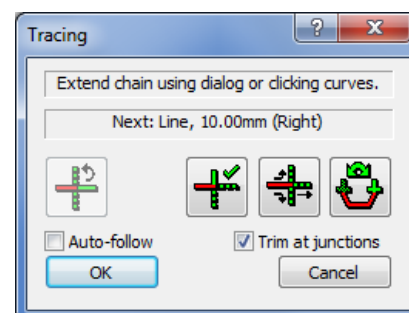 Tracing
Extend chain using dialog or clicking curves.
Next: Line, 10.00mm (Right)
Auto-follow
Trim at junctions
OK
Cancel